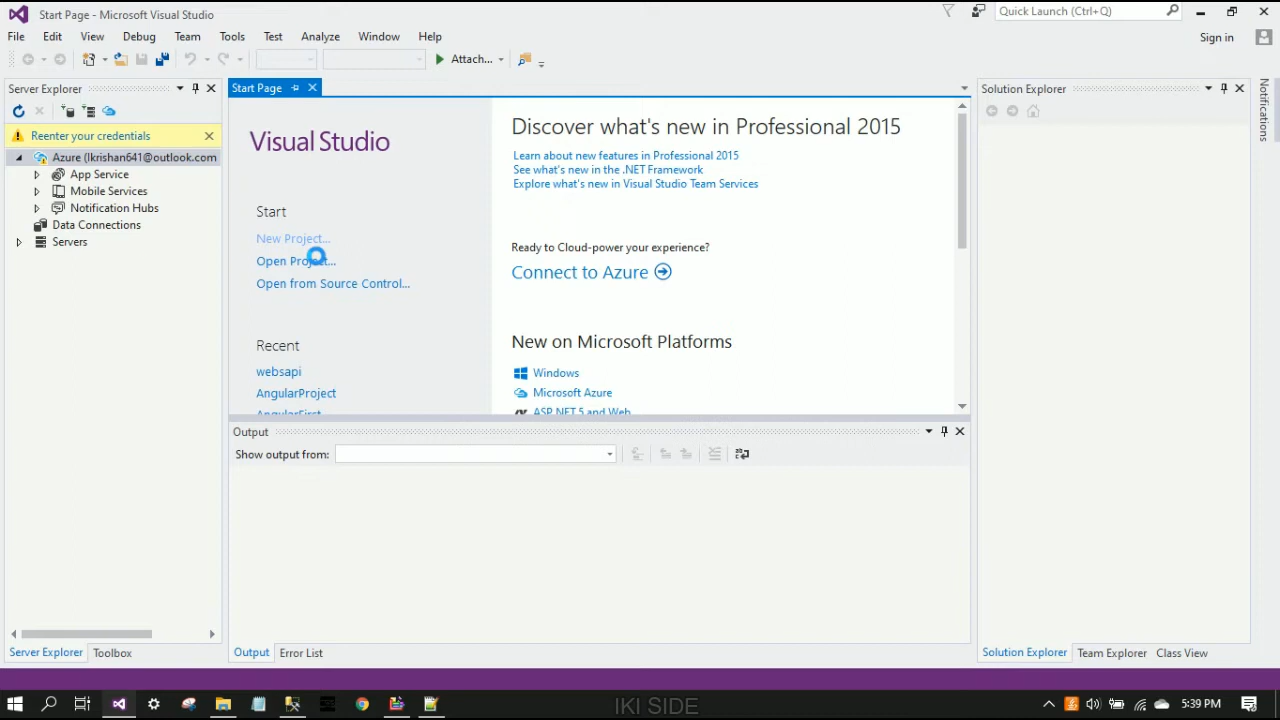 Start Page - Microsoft Visual Studio
Quick Launch (Ctrl+Q)
File Edit View Debug Team Tools Test Analyze Window Help
Sign in
Attach...
Server Explorer
Start Page
Solution Explorer
Notifications
Reenter your credentials
Azure (lkrishan641@outlook.com
App Service
Mobile Services
Notification Hubs
Data Connections
Servers
Visual Studio
Start
New Project...
Open Project...
Open from Source Control...
Recent
websapi
AngularProject
AngularFirst
Discover what's new in Professional 2015
Learn about new features in Professional 2015
See what's new in the .NET Framework
Explore what's new in Visual Studio Team Services
Ready to Cloud-power your experience?
Connect to Azure
New on Microsoft Platforms
Windows
Microsoft Azure
ASP.NET 5 and Web
Output
Show output from:
Server Explorer Toolbox
Output Error List
Solution Explorer Team Explorer Class View
IKI SIDE
5:39 PM